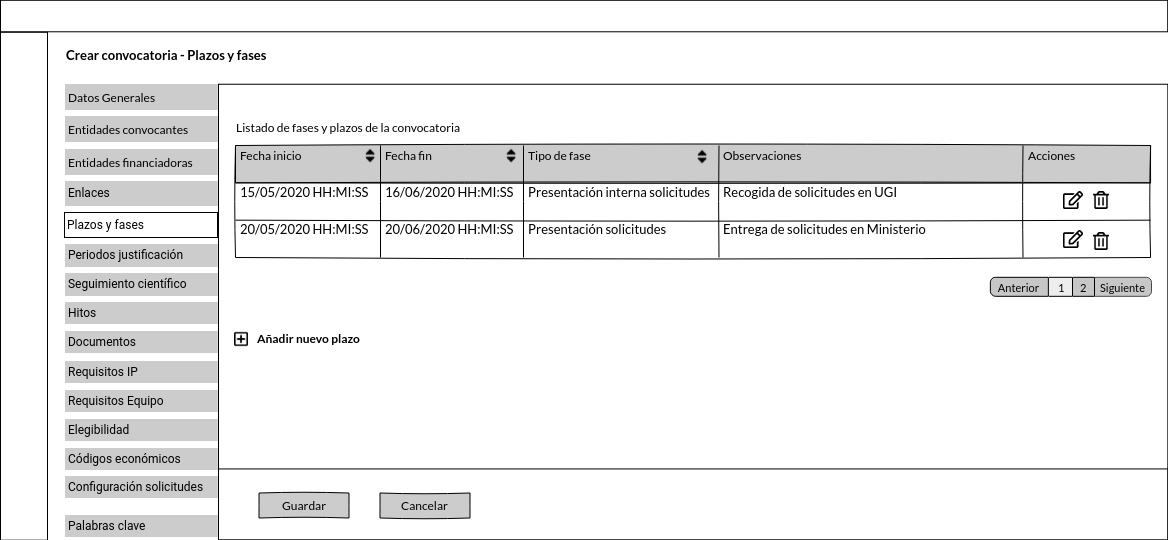 Crear convocatoria - Plazos y fases
Datos Generales
Entidades convocantes
Entidades financiadoras
Enlaces
Plazos y fases
Periodos justificación
Seguimiento científico
Hitos
Documentos
Requisitos IP
Requisitos Equipo
Elegibilidad
Códigos económicos
Configuración solicitudes
Palabras clave
Listado de fases y plazos de la convocatoria
Fecha inicio Fecha fin Tipo de fase Observaciones Acciones
15/05/2020 HH:MI:SS 16/06/2020 HH:MI:SS Presentación interna solicitudes Recogida de solicitudes en UGI
20/05/2020 HH:MI:SS 20/06/2020 HH:MI:SS Presentación solicitudes Entrega de solicitudes en Ministerio
Anterior 1 2 Siguiente
Añadir nuevo plazo
Guardar Cancelar